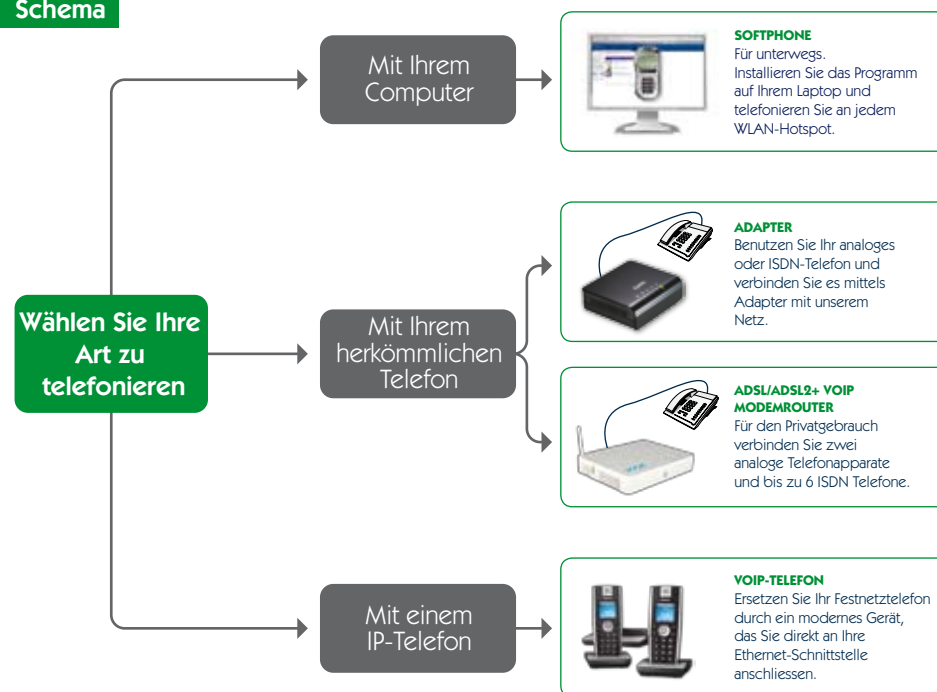 Schema
Mit Ihrem
Computer
SOFTPHONE
Für unterwegs.
Installieren Sie das Programm
auf Ihrem Laptop und
telefonieren Sie an jedem
WLAN-Hotspot.
Wählen Sie Ihre
Art zu
telefonieren
Mit Ihrem
herkömmlichen
Telefon
ADAPTER
Benutzen Sie Ihr analoges
oder ISDN-Telefon und
verbinden Sie es mittels
Adapter mit unserem
Netz.
ADSL/ADSL2+ VOIP
MODEMROUTER
Für den Privatgebrauch
verbinden Sie zwei
analoge Telefonapparate
und bis zu 6 ISDN Telefone.
Mit einem
IP-Telefon
VOIP-TELEFON
Ersetzen Sie Ihr Festnetztelefon
durch ein modernes Gerät,
das Sie direkt an Ihre
Ethernet-Schnittstelle
anschliessen.